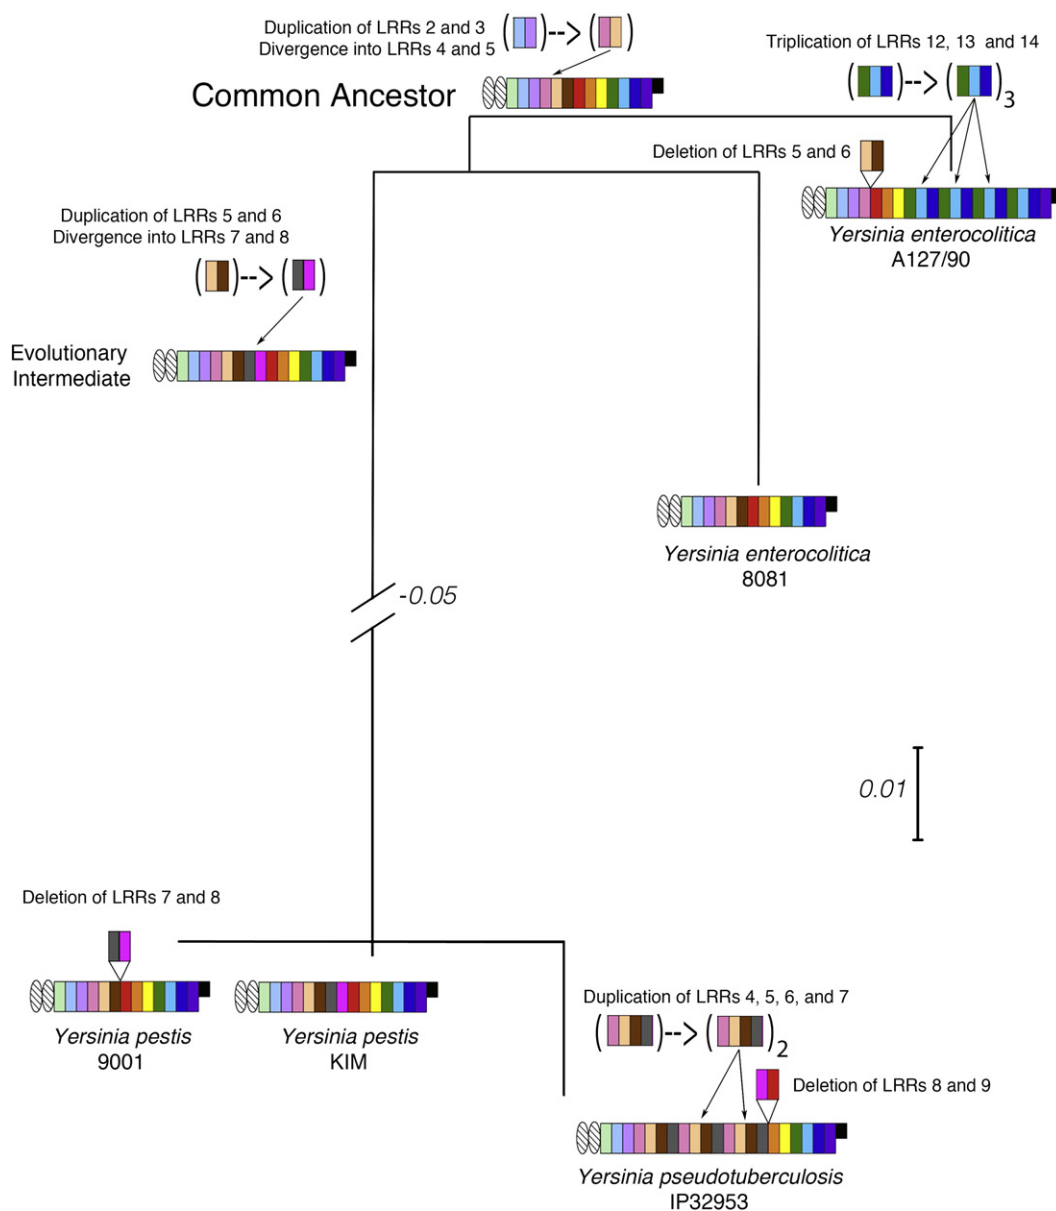 Duplication of LRRs 2 and 3
Divergence into LRRs 4 and 5
( )--> ( )
Common Ancestor
Triplication of LRRs 12, 13 and 14
( )--> ( )3
Deletion of LRRs 5 and 6
Yersinia enterocolitica
A127/90
Duplication of LRRs 5 and 6
Divergence into LRRs 7 and 8
( )--> ( )
Evolutionary
Intermediate
Yersinia enterocolitica
8081
-0.05
0.01
Deletion of LRRs 7 and 8
Yersinia pestis
9001
Yersinia pestis
KIM
Duplication of LRRs 4, 5, 6, and 7
( )--> ( )2
Deletion of LRRs 8 and 9
Yersinia pseudotuberculosis
IP32953